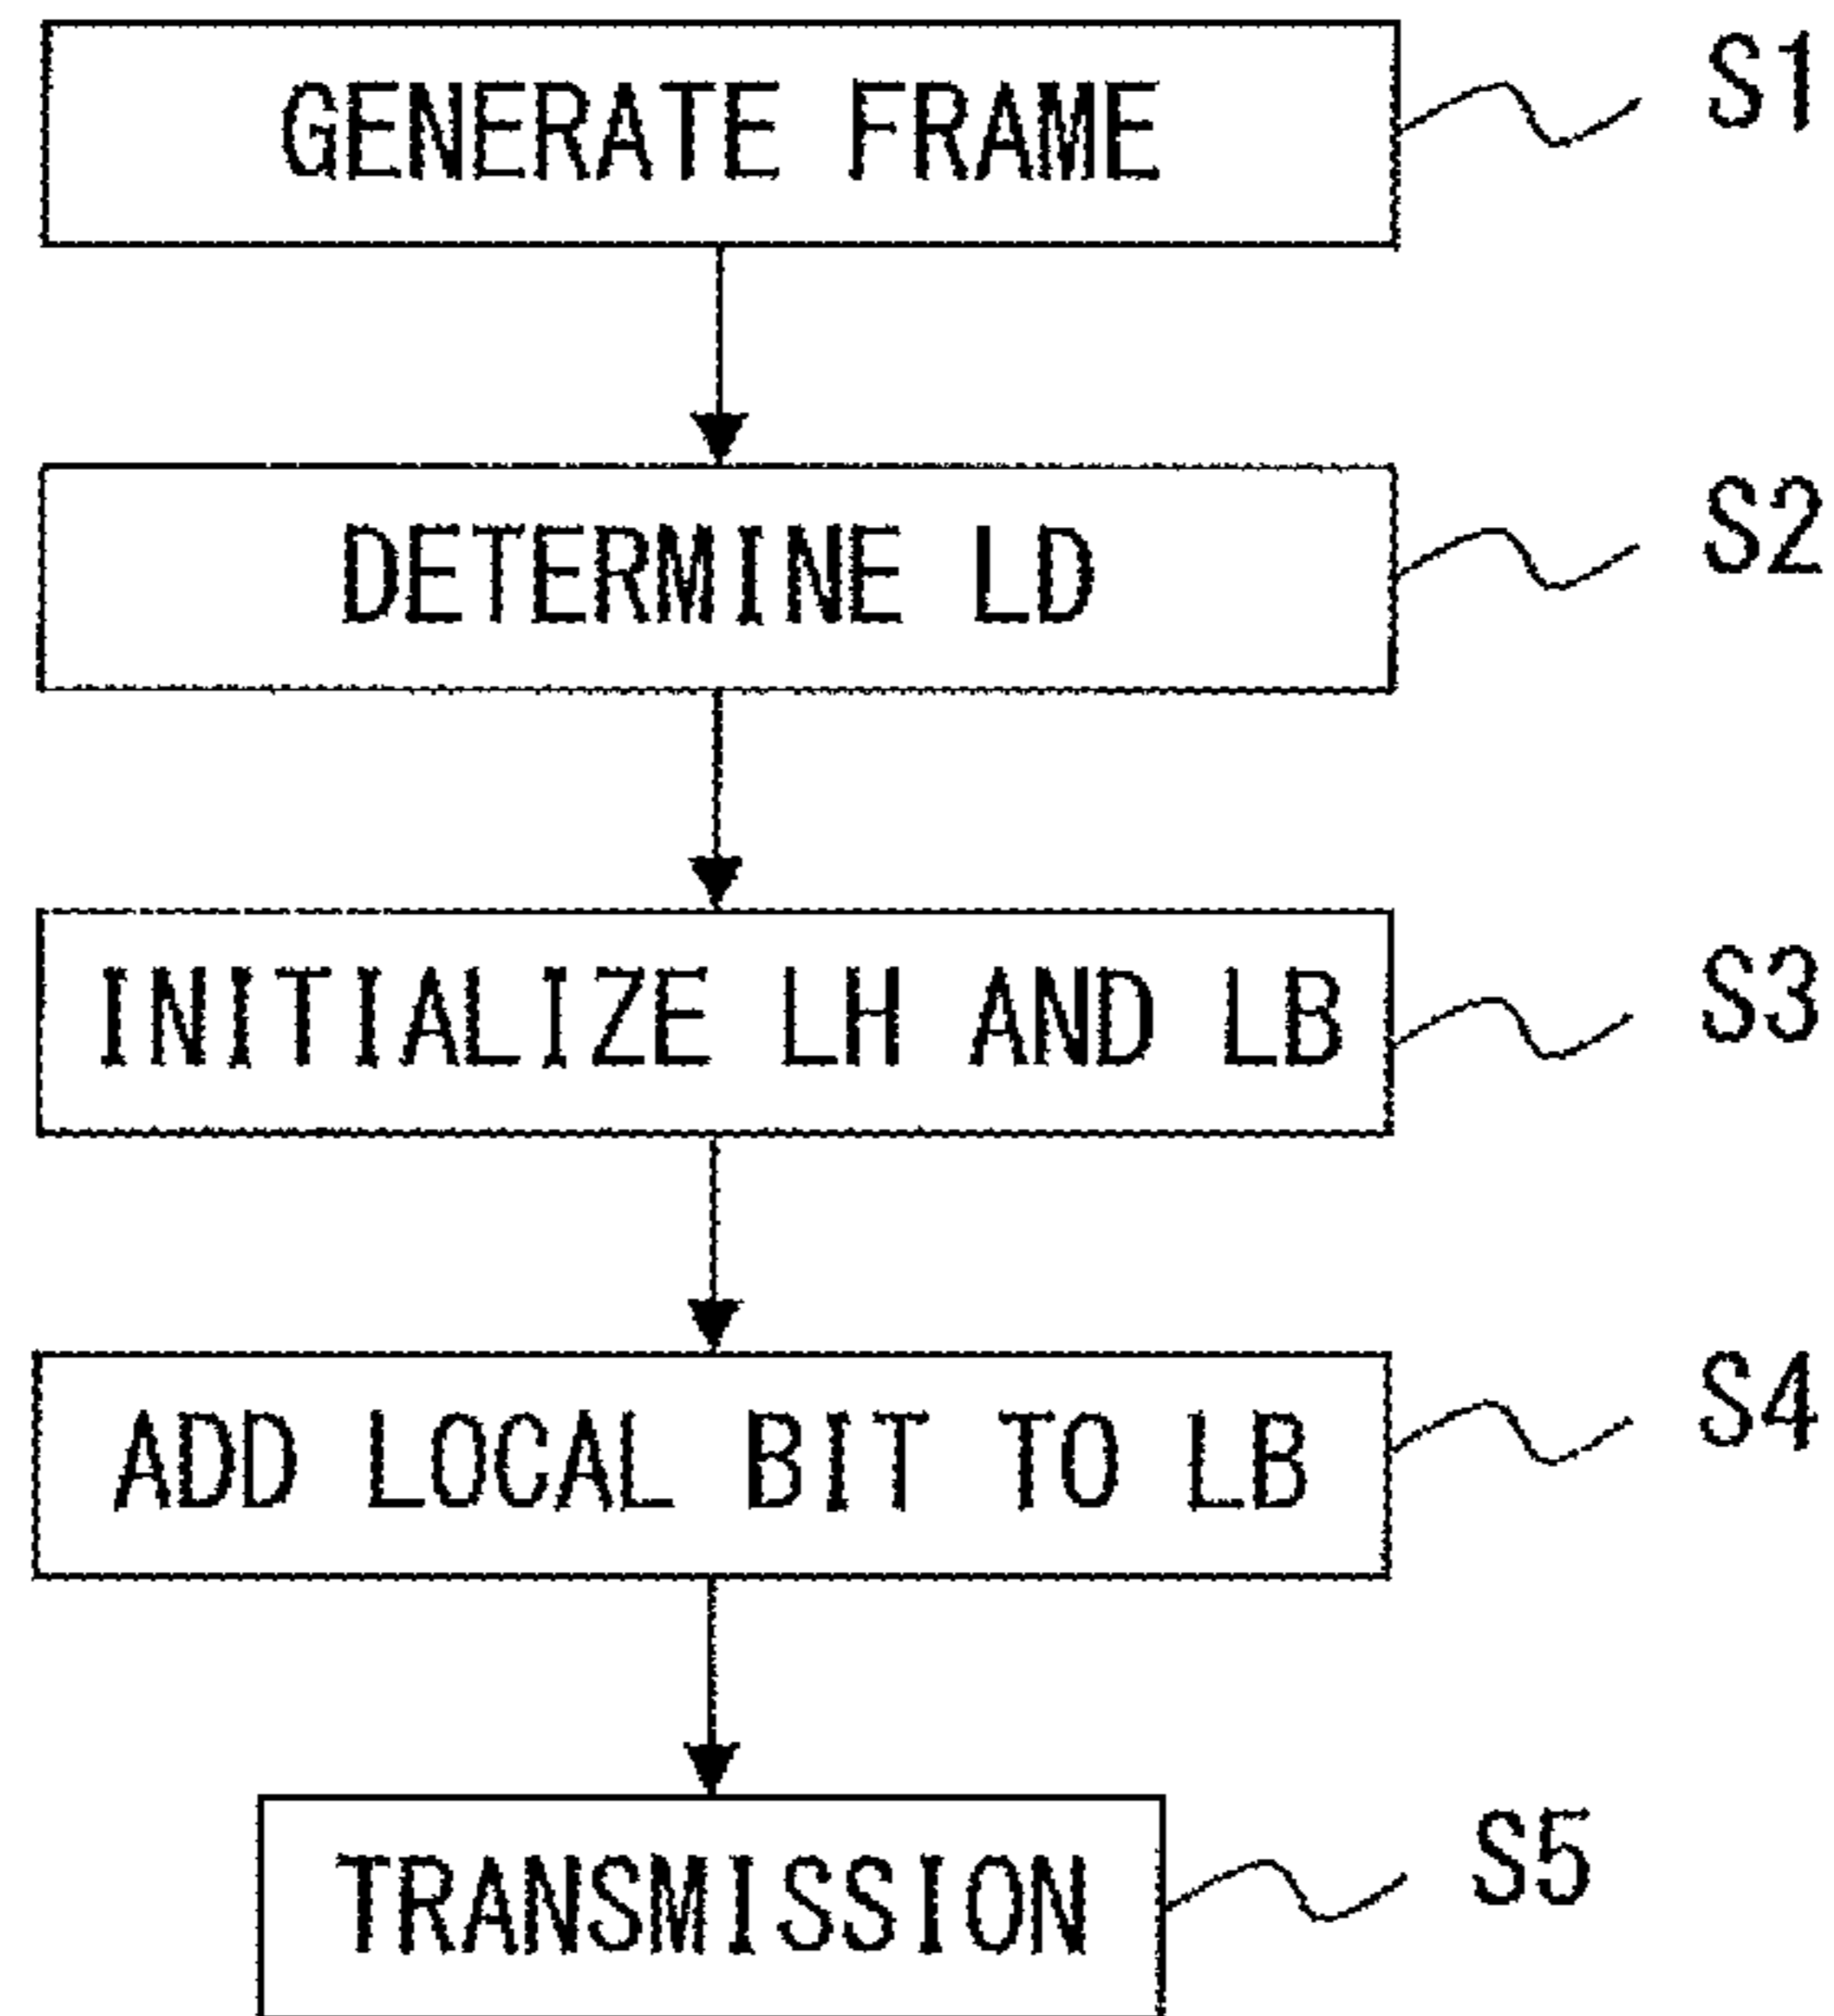 GENERATE FRAME S1
DETERMINE LD S2
INITIALIZE LH AND LB S3
ADD LOCAL BIT TO LB S4
TRANSMISSION S5